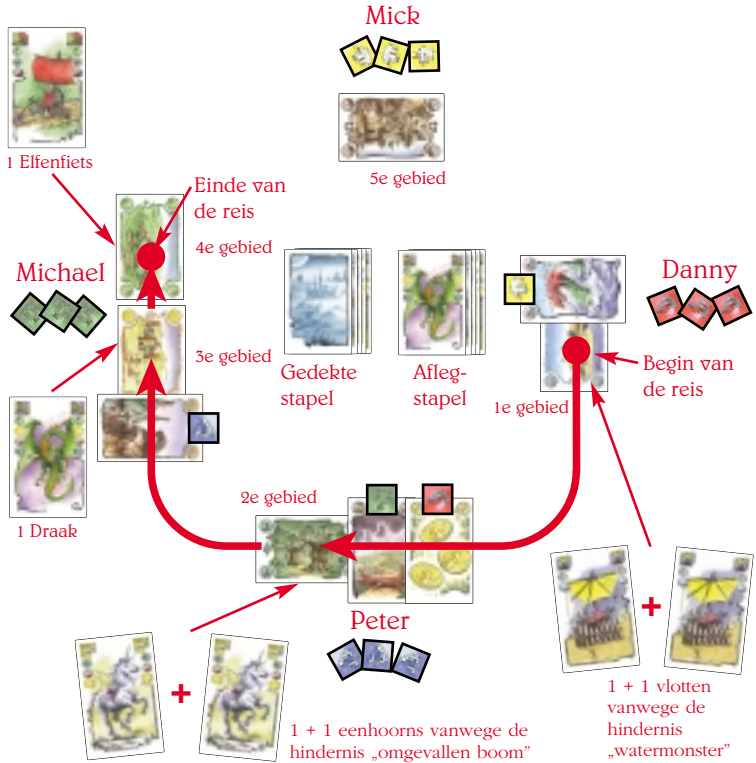 Mick
1 Elfenfiets
5e gebied
Einde van
de reis
4e gebied
Michael
Danny
3e gebied
Gedekte
stapel
Afleg-
stapel
Begin van
de reis
1e gebied
1 Draak
2e gebied
Peter
+
+
1 + 1 eenhoorns vanwege de
hindernis „omgevallen boom”
1 + 1 vlotten
vanwege de
hindernis
„watermonster”